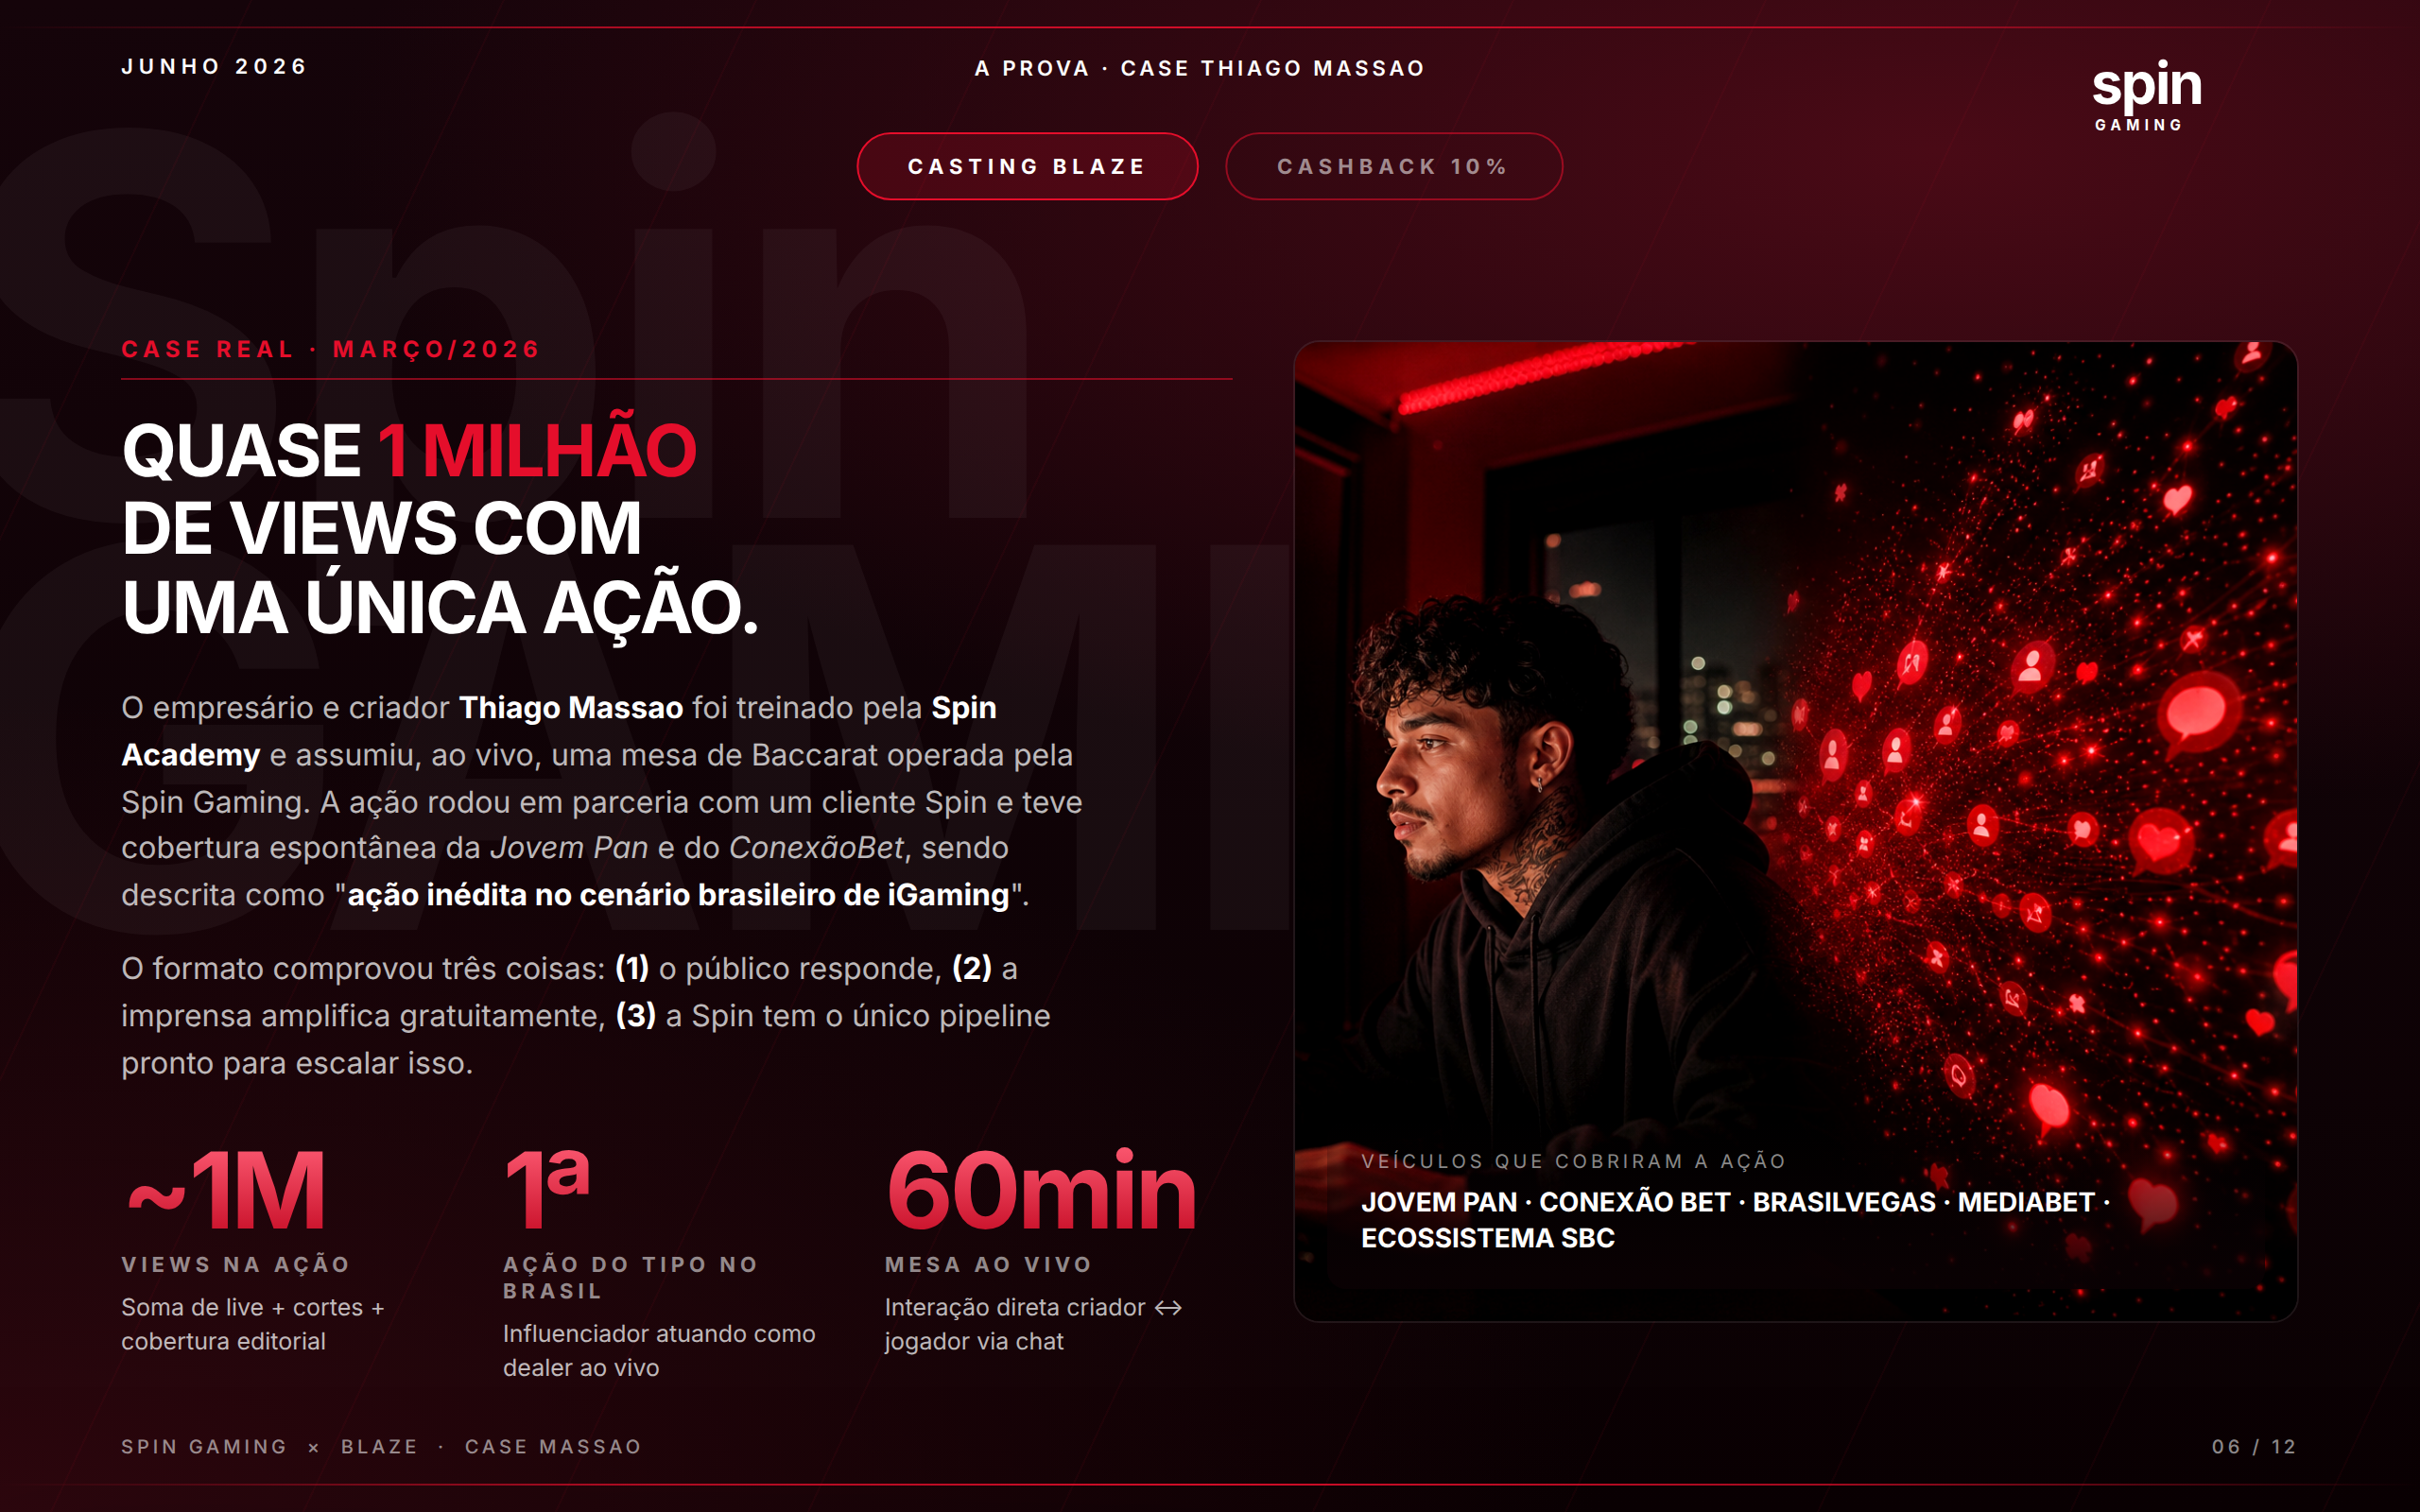 JUNHO 2026
A PROVA · CASE THIAGO MASSAO
spin
GAMING
CASTING BLAZE
CASHBACK 10%
Spin
GAMI
CASE REAL · MARÇO/2026
QUASE 1 MILHÃO
DE VIEWS COM
UMA ÚNICA AÇÃO.
O empresário e criador Thiago Massao foi treinado pela Spin
Academy e assumiu, ao vivo, uma mesa de Baccarat operada pela
Spin Gaming. A ação rodou em parceria com um cliente Spin e teve
cobertura espontânea da Jovem Pan e do ConexãoBet, sendo
descrita como "ação inédita no cenário brasileiro de iGaming".
O formato comprovou três coisas: (1) o público responde, (2) a
imprensa amplifica gratuitamente, (3) a Spin tem o único pipeline
pronto para escalar isso.
~1M
VIEWS NA AÇÃO
Soma de live + cortes +
cobertura editorial
1ª
AÇÃO DO TIPO NO
BRASIL
Influenciador atuando como
dealer ao vivo
60min
MESA AO VIVO
Interação direta criador ↔
jogador via chat
VEÍCULOS QUE COBRIRAM A AÇÃO
JOVEM PAN · CONEXÃO BET · BRASILVEGAS · MEDIABET ·
ECOSSISTEMA SBC
SPIN GAMING × BLAZE · CASE MASSAO
06 / 12